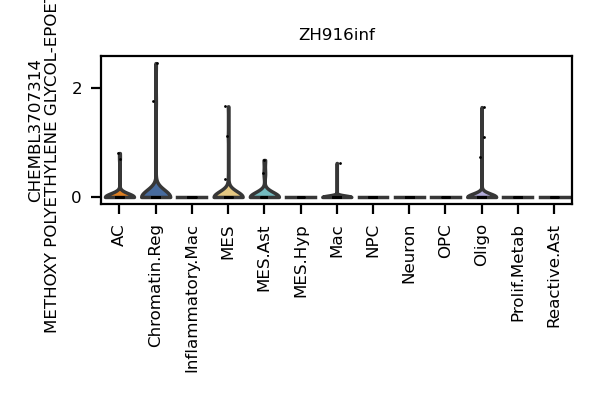 ZH916inf
CHEMBL3707314
METHOXY POLYETHYLENE GLYCOL-EPOET
2
0
AC
Chromatin.Reg
Inflammatory.Mac
MES
MES.Ast
MES.Hyp
Mac
NPC
Neuron
OPC
Oligo
Prolif.Metab
Reactive.Ast